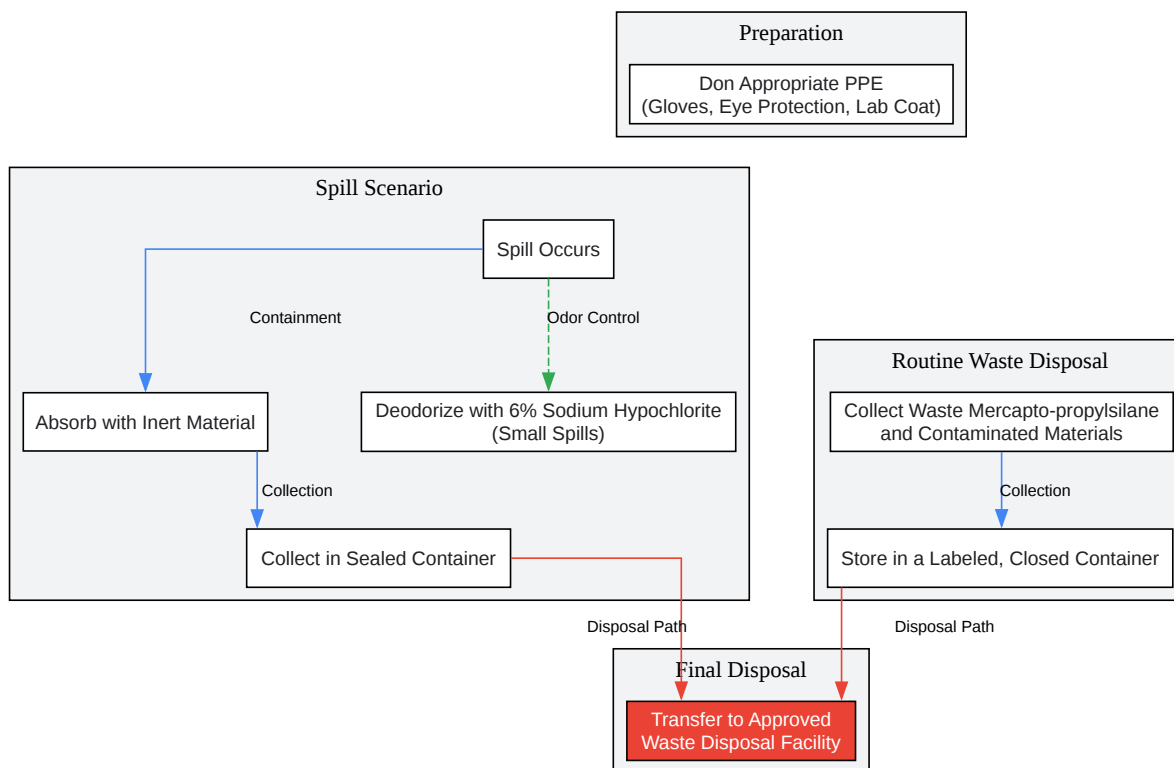 Preparation
Don Appropriate PPE
(Gloves, Eye Protection, Lab Coat)
Spill Scenario
Spill Occurs
Containment
Odor Control
Absorb with Inert Material
Deodorize with 6% Sodium Hypochlorite
(Small Spills)
Collection
Collect in Sealed Container
Disposal Path
Routine Waste Disposal
Collect Waste Mercapto-propylsilane
and Contaminated Materials
Collection
Store in a Labeled, Closed Container
Disposal Path
Final Disposal
Transfer to Approved
Waste Disposal Facility